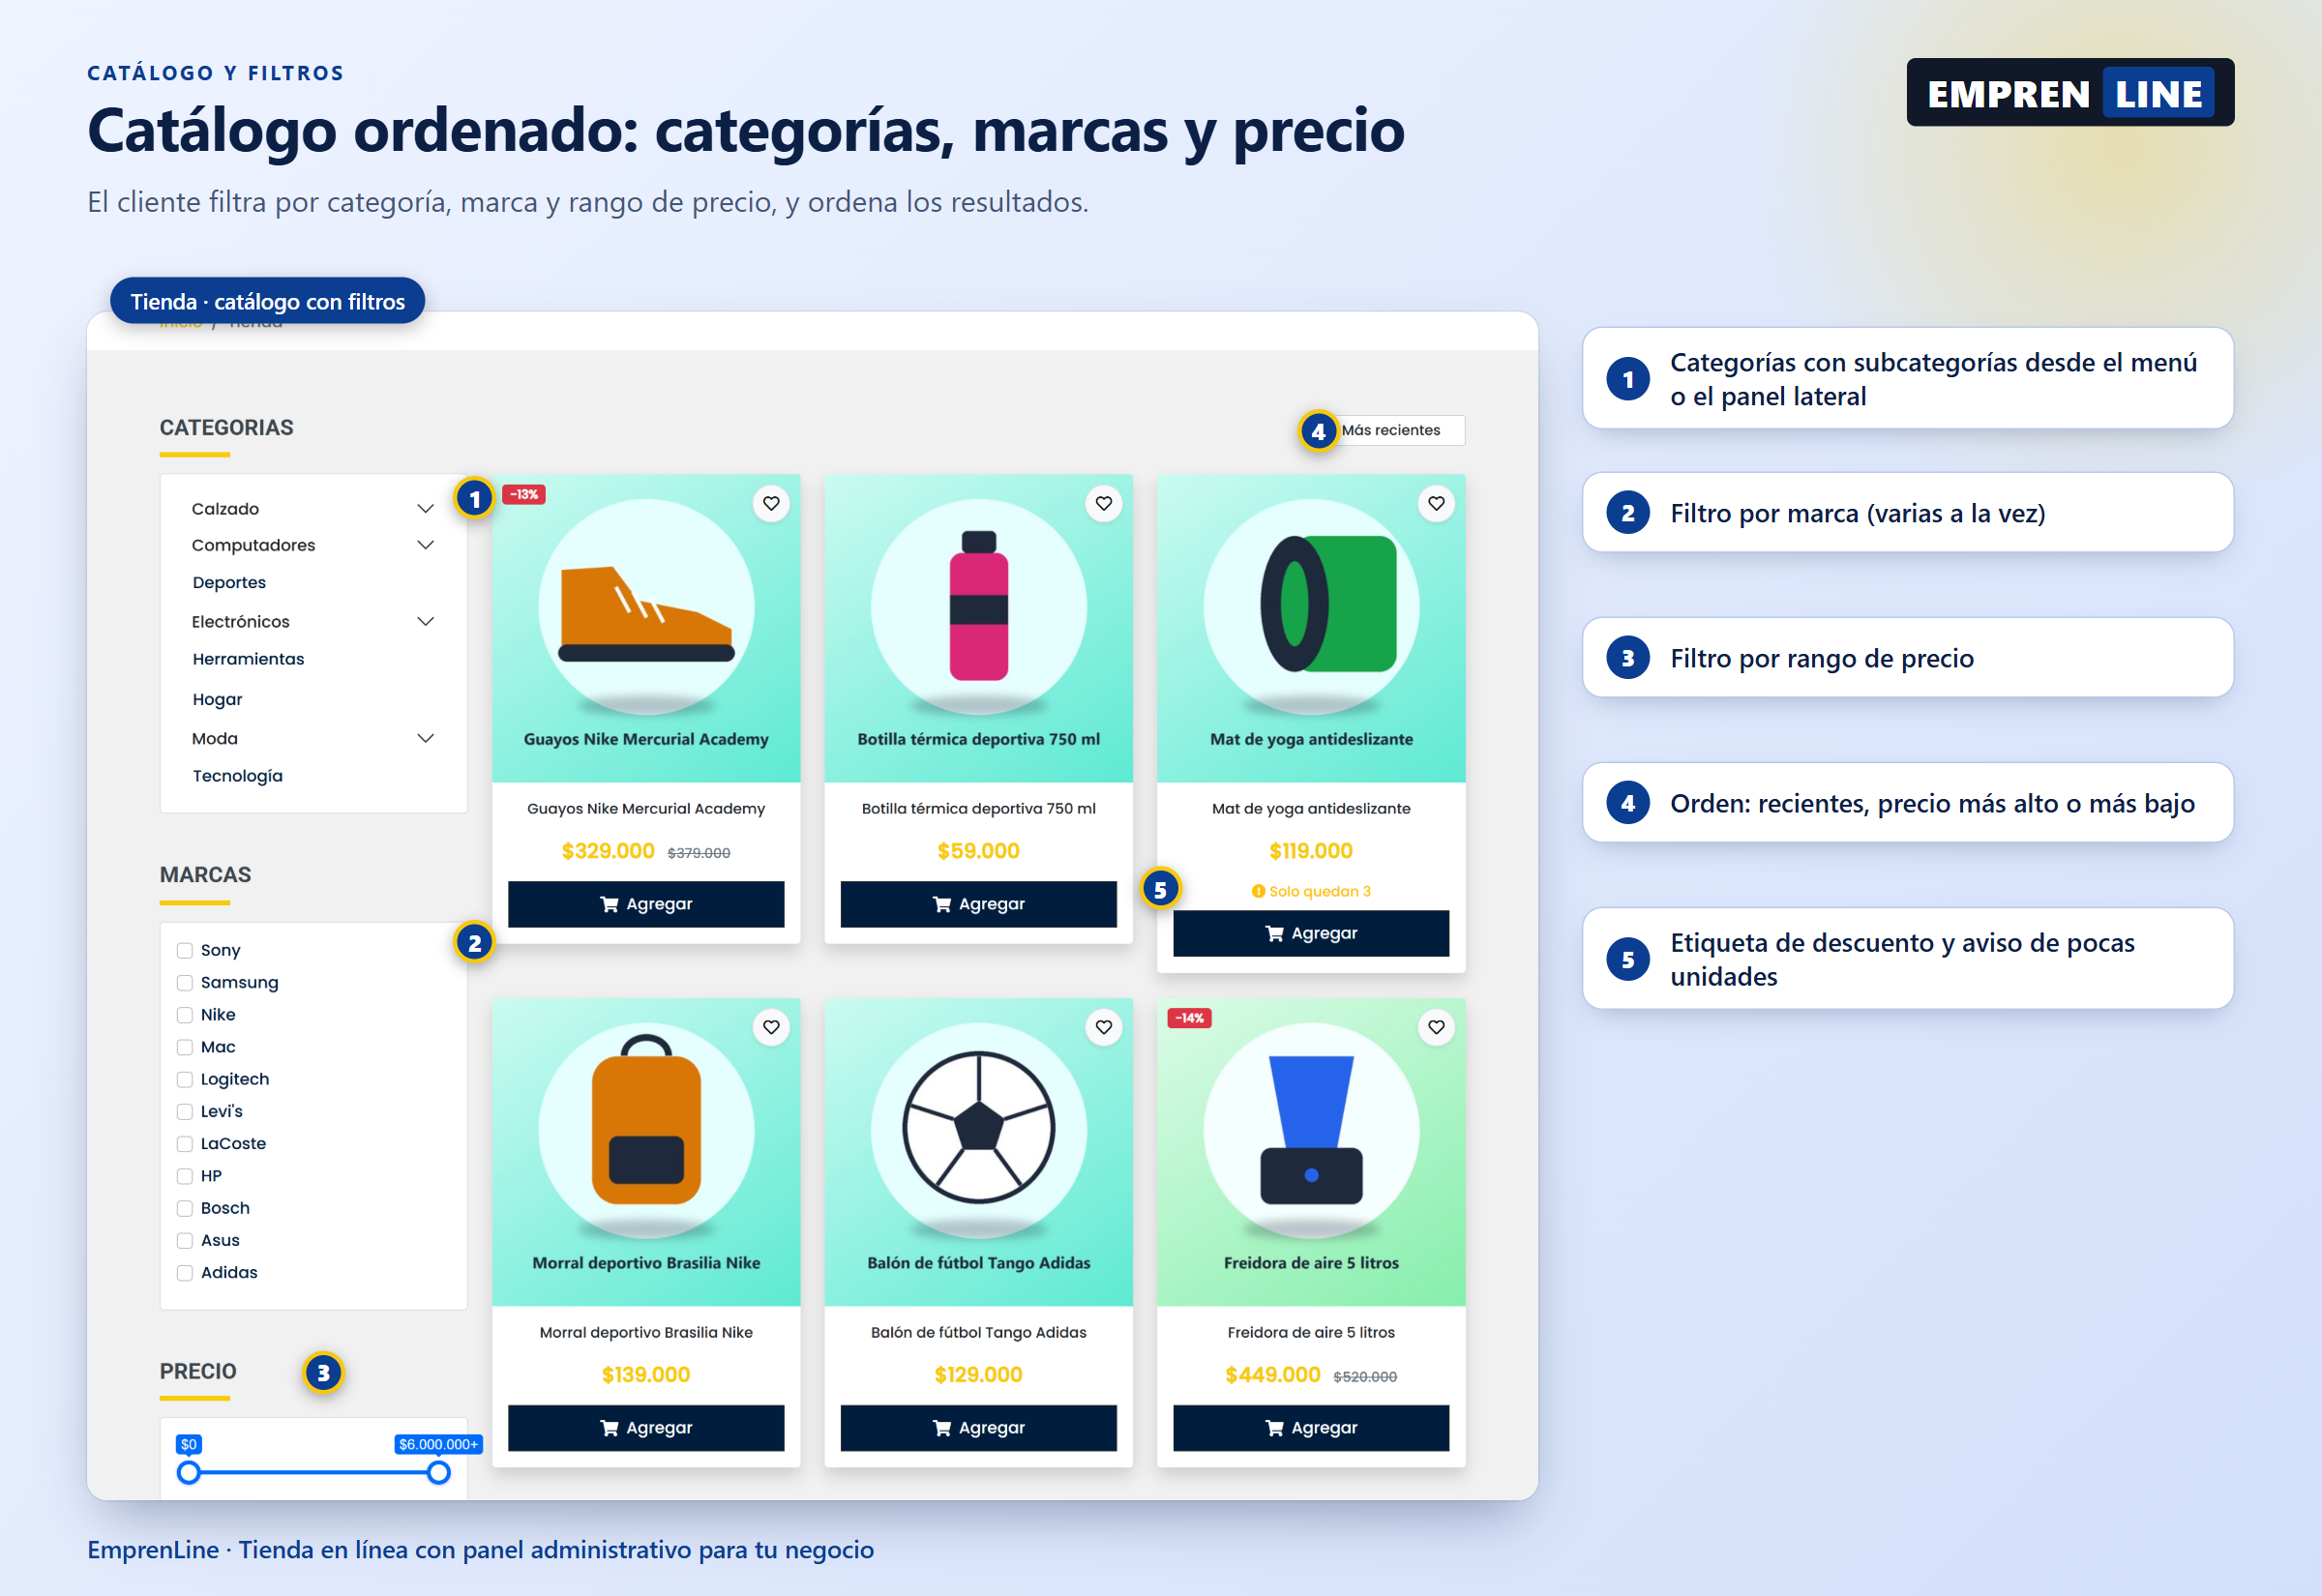 CATÁLOGO Y FILTROS
Catálogo ordenado: categorías, marcas y precio
El cliente filtra por categoría, marca y rango de precio, y ordena los resultados.
EMPREN LINE
Tienda · catálogo con filtros
Inicio / Tienda
CATEGORIAS
Calzado
Computadores
Deportes
Electrónicos
Herramientas
Hogar
Moda
Tecnología
1
MARCAS
Sony
Samsung
Nike
Mac
Logitech
Levi's
LaCoste
HP
Bosch
Asus
Adidas
2
PRECIO
3
$0
$6.000.000+
4
Más recientes
-13%
Guayos Nike Mercurial Academy
Guayos Nike Mercurial Academy
$329.000 $379.000
Agregar
Botilla térmica deportiva 750 ml
Botilla térmica deportiva 750 ml
$59.000
Agregar
Mat de yoga antideslizante
Mat de yoga antideslizante
$119.000
5
Solo quedan 3
Agregar
Morral deportivo Brasilia Nike
Morral deportivo Brasilia Nike
$139.000
Agregar
Balón de fútbol Tango Adidas
Balón de fútbol Tango Adidas
$129.000
Agregar
-14%
Freidora de aire 5 litros
Freidora de aire 5 litros
$449.000 $520.000
Agregar
1
Categorías con subcategorías desde el menú
o el panel lateral
2
Filtro por marca (varias a la vez)
3
Filtro por rango de precio
4
Orden: recientes, precio más alto o más bajo
5
Etiqueta de descuento y aviso de pocas
unidades
EmprenLine · Tienda en línea con panel administrativo para tu negocio